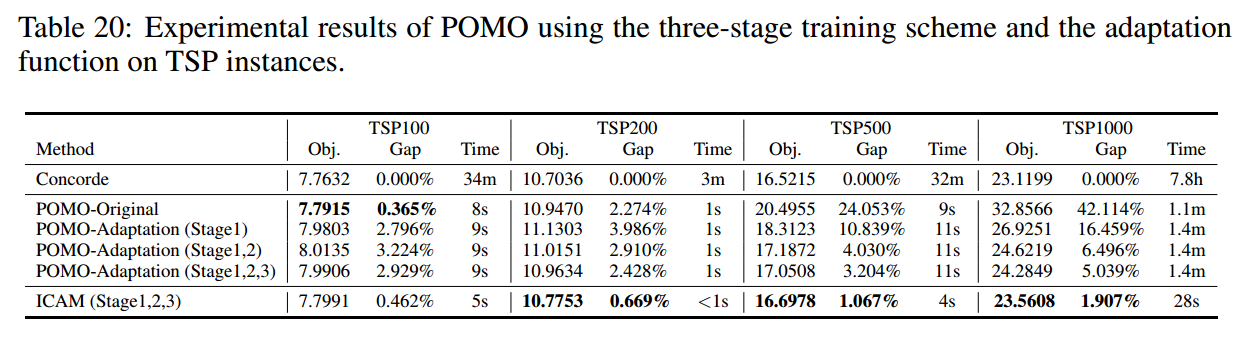 Table 20: Experimental results of POMO using the three-stage training scheme and the adaptation
function on TSP instances.
TSP100 TSP200 TSP500 TSP1000
Method Obj. Gap Time Obj. Gap Time Obj. Gap Time Obj. Gap Time
Concorde 7.7632 0.000% 34m 10.7036 0.000% 3m 16.5215 0.000% 32m 23.1199 0.000% 7.8h
POMO-Original 7.7915 0.365% 8s 10.9470 2.274% 1s 20.4955 24.053% 9s 32.8566 42.114% 1.1m
POMO-Adaptation (Stage1) 7.9803 2.796% 9s 11.1303 3.986% 1s 18.3123 10.839% 11s 26.9251 16.459% 1.4m
POMO-Adaptation (Stage1,2) 8.0135 3.224% 9s 11.0151 2.910% 1s 17.1872 4.030% 11s 24.6219 6.496% 1.4m
POMO-Adaptation (Stage1,2,3) 7.9906 2.929% 9s 10.9634 2.428% 1s 17.0508 3.204% 11s 24.2849 5.039% 1.4m
ICAM (Stage1,2,3) 7.7991 0.462% 5s 10.7753 0.669% <1s 16.6978 1.067% 4s 23.5608 1.907% 28s